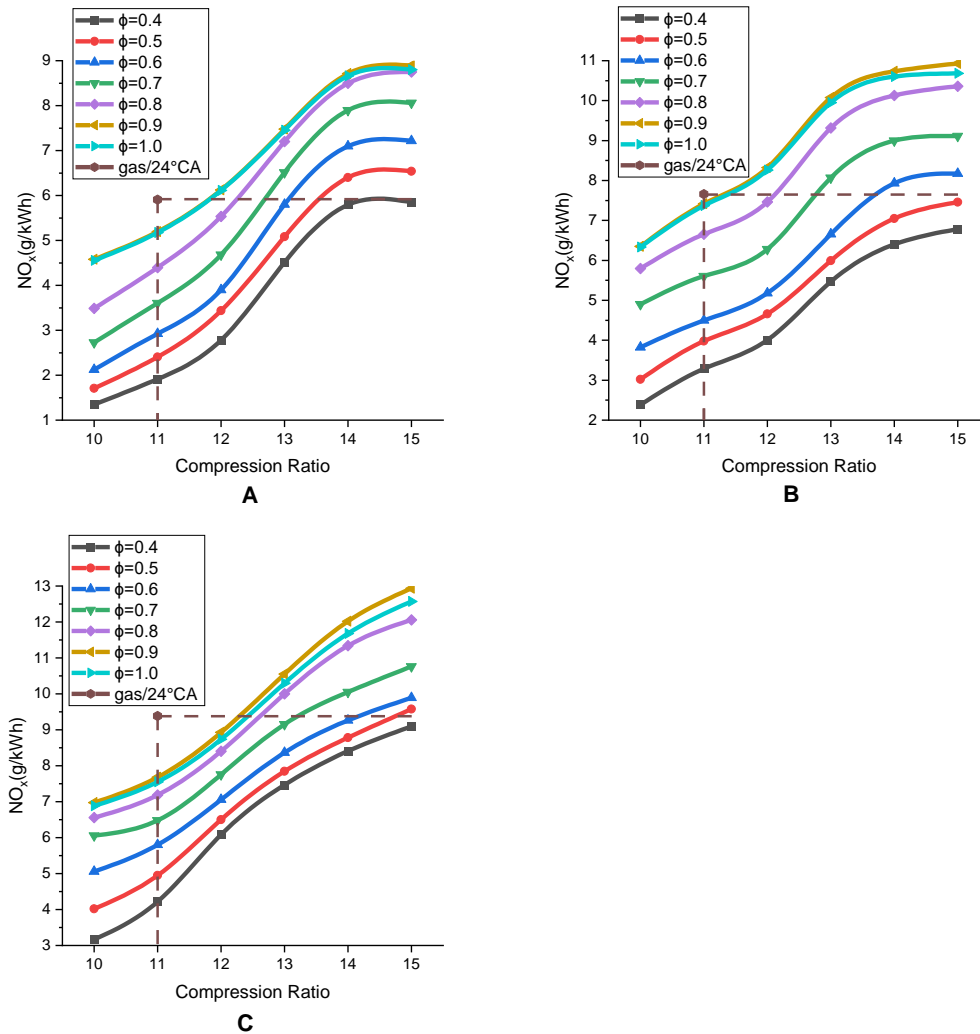 ϕ=0.4
ϕ=0.5
ϕ=0.6
ϕ=0.7
ϕ=0.8
ϕ=0.9
ϕ=1.0
gas/24°CA
9
8
7
6
5
4
3
2
1
NOx(g/kWh)
10 11 12 13 14 15
Compression Ratio
A
ϕ=0.4
ϕ=0.5
ϕ=0.6
ϕ=0.7
ϕ=0.8
ϕ=0.9
ϕ=1.0
gas/24°CA
11
10
9
8
7
6
5
4
3
2
NOx(g/kWh)
10 11 12 13 14 15
Compression Ratio
B
ϕ=0.4
ϕ=0.5
ϕ=0.6
ϕ=0.7
ϕ=0.8
ϕ=0.9
ϕ=1.0
gas/24°CA
13
12
11
10
9
8
7
6
5
4
3
NOx(g/kWh)
10 11 12 13 14 15
Compression Ratio
C